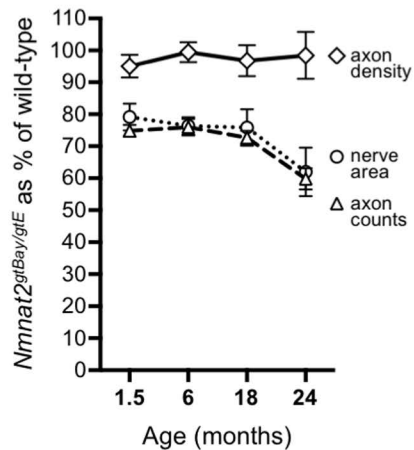 110
100
90
80
70
60
50
40
30
20
10
0
Nmnat2gtBay/gtE as % of wild-type
axon
density
nerve
area
axon
counts
1.5 6 18 24
Age (months)